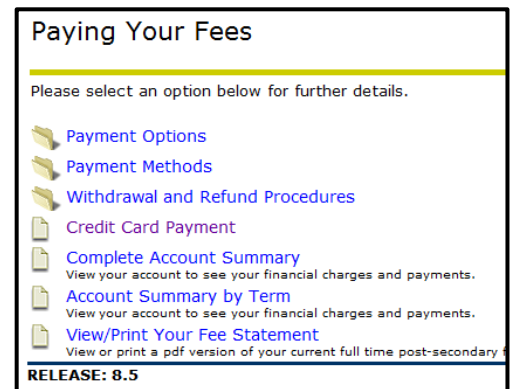 Paying Your Fees
Please select an option below for further details.
Payment Options
Payment Methods
Withdrawal and Refund Procedures
Credit Card Payment
Complete Account Summary
View your account to see your financial charges and payments.
Account Summary by Term
View your account to see your financial charges and payments.
View/Print Your Fee Statement
View or print a pdf version of your current full time post-secondary
RELEASE: 8.5